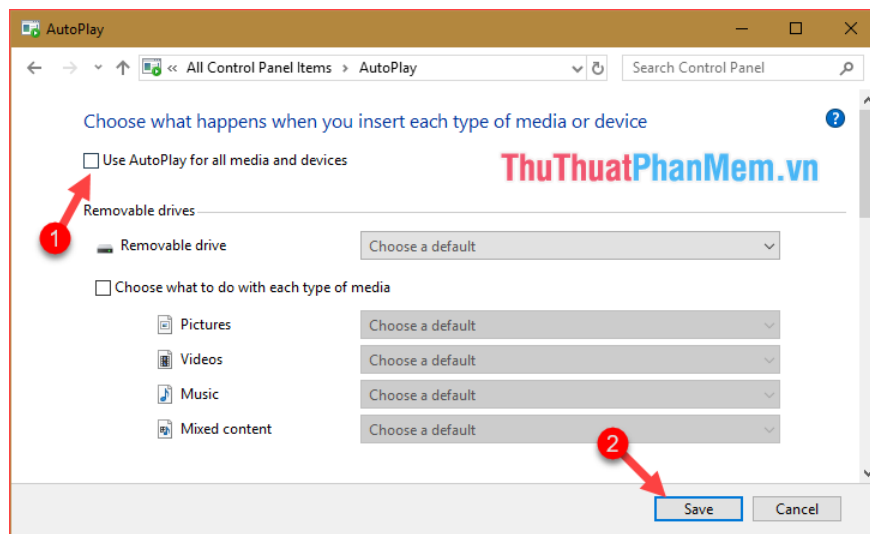 AutoPlay
« All Control Panel Items › AutoPlay
Search Control Panel
Choose what happens when you insert each type of media or device
?
Use AutoPlay for all media and devices
ThuThuatPhanMem.vn
1
Removable drives
Removable drive Choose a default
Choose what to do with each type of media
Pictures Choose a default
Videos Choose a default
Music Choose a default
Mixed content Choose a default
2
Save Cancel